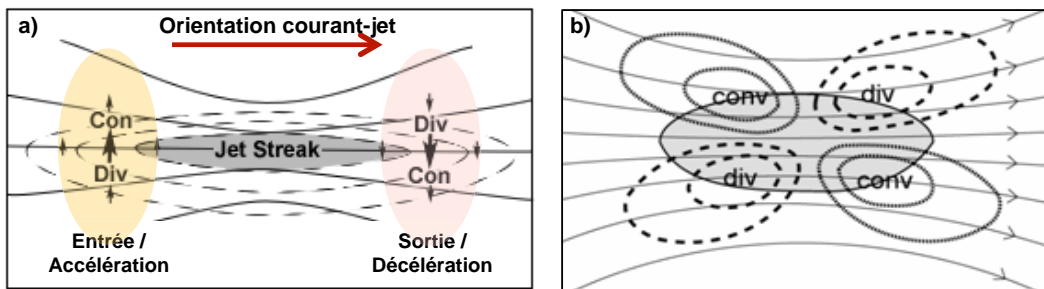 a)
Orientation courant-jet
Con
Div
Jet Streak
Div
Con
Entrée /
Accélération
Sortie /
Décélération
b)
conv
div
div
conv